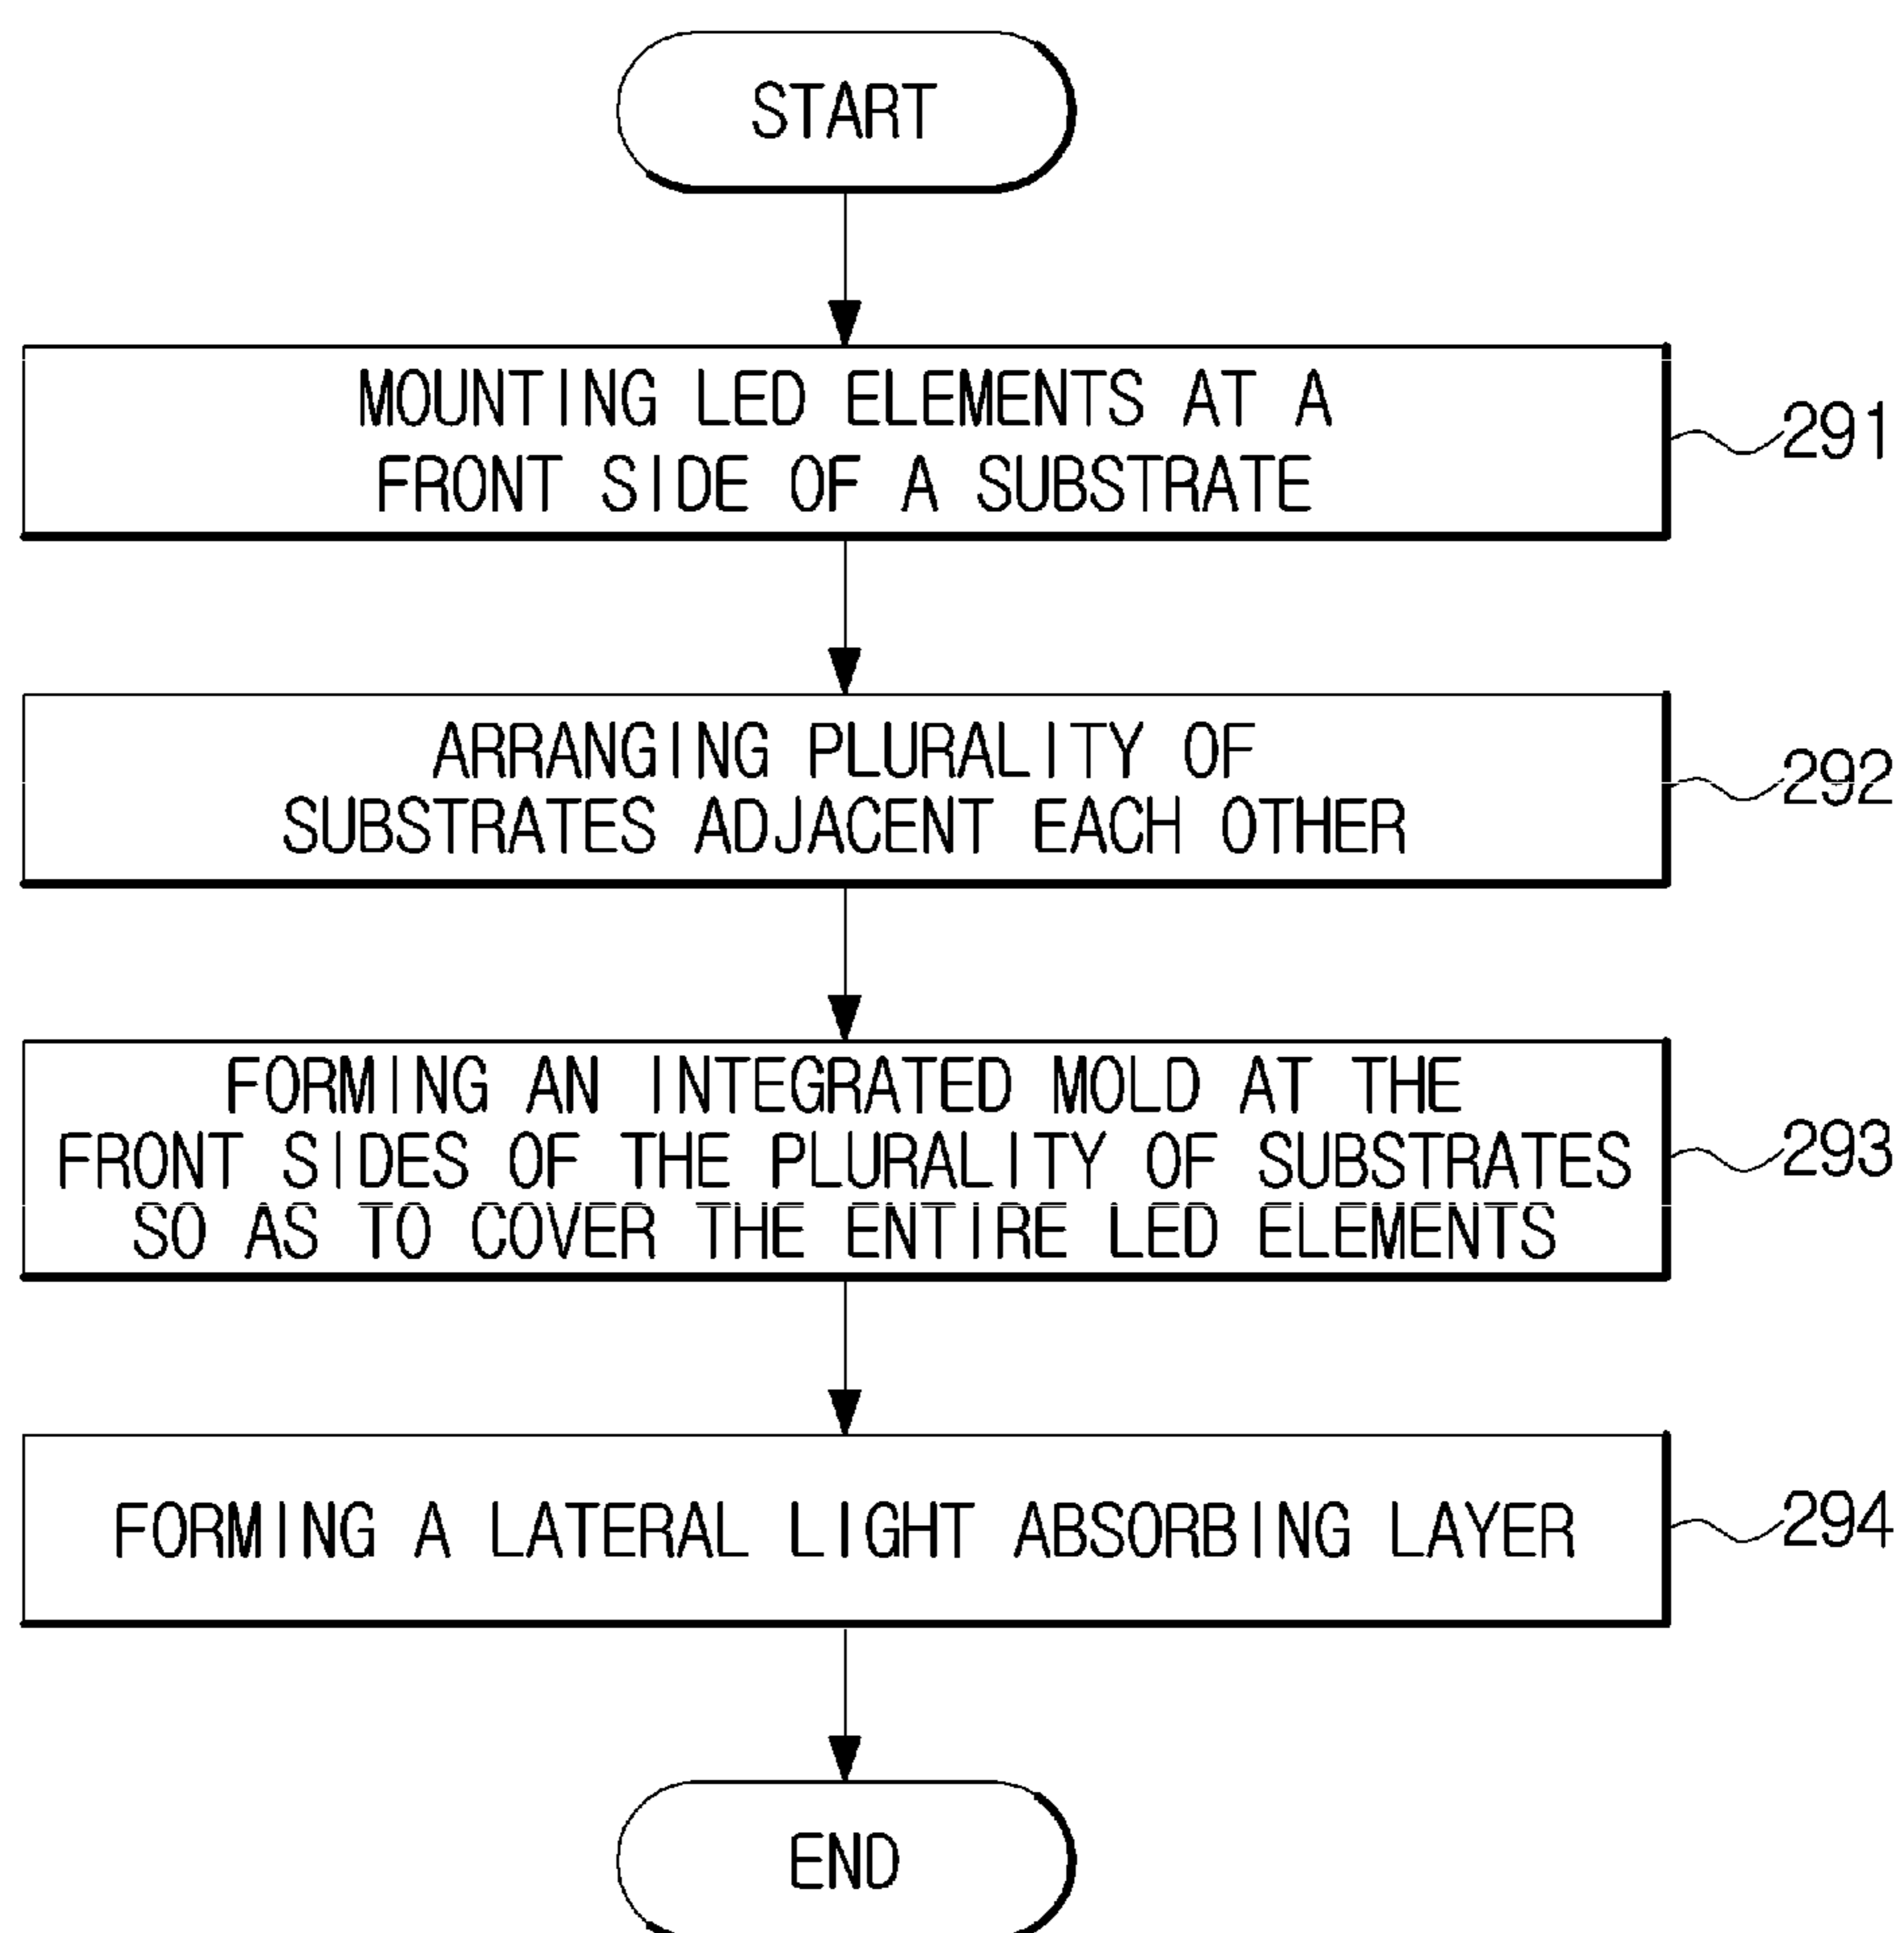 START
MOUNTING LED ELEMENTS AT A
FRONT SIDE OF A SUBSTRATE
291
ARRANGING PLURALITY OF
SUBSTRATES ADJACENT EACH OTHER
292
FORMING AN INTEGRATED MOLD AT THE
FRONT SIDES OF THE PLURALITY OF SUBSTRATES
SO AS TO COVER THE ENTIRE LED ELEMENTS
293
FORMING A LATERAL LIGHT ABSORBING LAYER
294
END